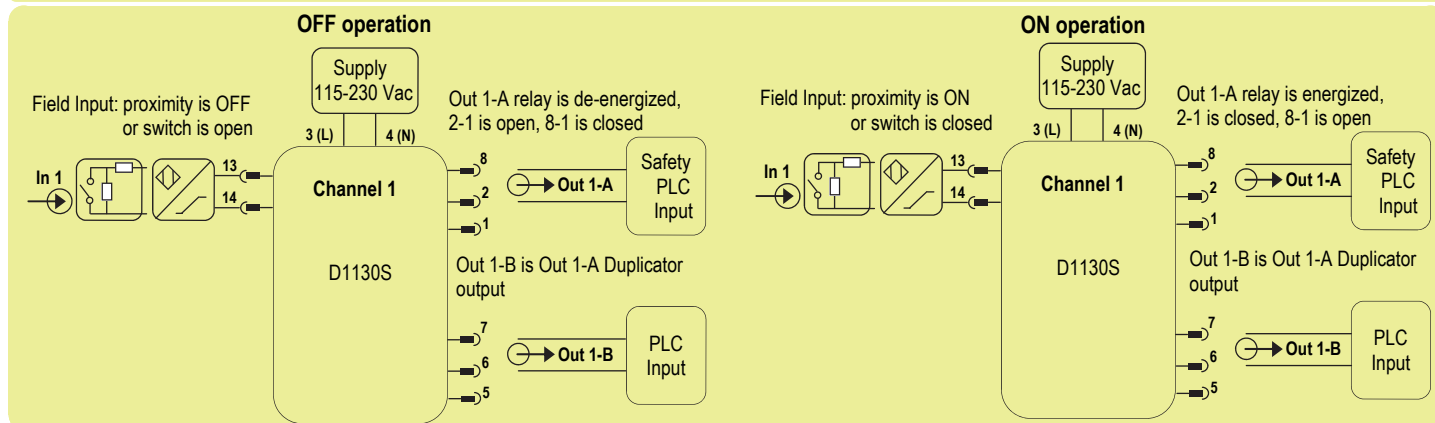 OFF operation
Supply
115-230 Vac
Field Input: proximity is OFF
or switch is open
3 (L)
4 (N)
Out 1-A relay is de-energized,
2-1 is open, 8-1 is closed
In 1
13
14
Channel 1
D1130S
8
2
1
Out 1-A
Safety
PLC
Input
Out 1-B is Out 1-A Duplicator
output
7
6
5
Out 1-B
PLC
Input
ON operation
Supply
115-230 Vac
Field Input: proximity is ON
or switch is closed
3 (L)
4 (N)
Out 1-A relay is energized,
2-1 is closed, 8-1 is open
In 1
13
14
Channel 1
D1130S
8
2
1
Out 1-A
Safety
PLC
Input
Out 1-B is Out 1-A Duplicator
output
7
6
5
Out 1-B
PLC
Input